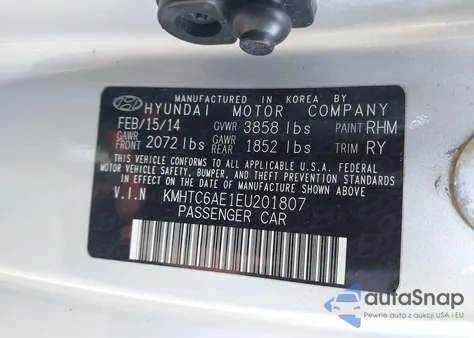 MANUFACTURED IN KOREA BY
HYUNDAI MOTOR COMPANY
FEB/15/14 GVWR 3858 lbs PAINT RHM
GAWR FRONT 2072 lbs GAWR REAR 1852 lbs TRIM RY
THIS VEHICLE CONFORMS TO ALL APPLICABLE U.S.A. FEDERAL
MOTOR VEHICLE SAFETY, BUMPER, AND THEFT PREVENTION STANDARDS
IN EFFECT ON THE DATE OF MANUFACTURE SHOWN ABOVE.
V.I.N KMHTC6AE1EU201807
PASSENGER CAR
autaSnap
Pewne auta z aukcji USA i EU